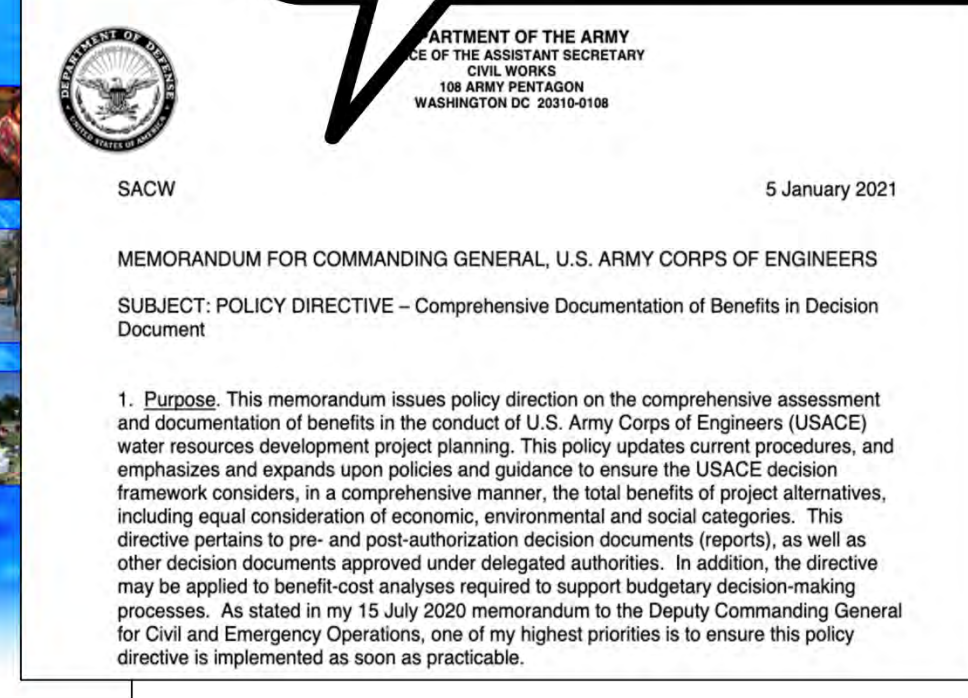 DEPARTMENT OF DEFENSE
UNITED STATES OF AMERICA
ARTMENT OF THE ARMY
CE OF THE ASSISTANT SECRETARY
CIVIL WORKS
108 ARMY PENTAGON
WASHINGTON DC 20310-0108
SACW
5 January 2021
MEMORANDUM FOR COMMANDING GENERAL, U.S. ARMY CORPS OF ENGINEERS
SUBJECT: POLICY DIRECTIVE – Comprehensive Documentation of Benefits in Decision
Document
1. Purpose. This memorandum issues policy direction on the comprehensive assessment
and documentation of benefits in the conduct of U.S. Army Corps of Engineers (USACE)
water resources development project planning. This policy updates current procedures, and
emphasizes and expands upon policies and guidance to ensure the USACE decision
framework considers, in a comprehensive manner, the total benefits of project alternatives,
including equal consideration of economic, environmental and social categories. This
directive pertains to pre- and post-authorization decision documents (reports), as well as
other decision documents approved under delegated authorities. In addition, the directive
may be applied to benefit-cost analyses required to support budgetary decision-making
processes. As stated in my 15 July 2020 memorandum to the Deputy Commanding General
for Civil and Emergency Operations, one of my highest priorities is to ensure this policy
directive is implemented as soon as practicable.